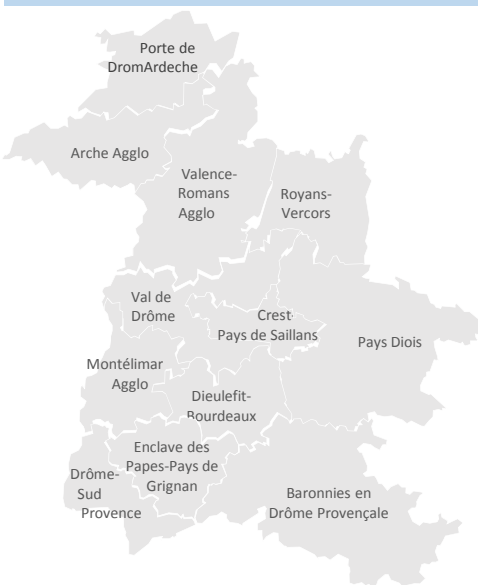 Porte de
DromArdeche
Arche Agglo
Valence-
Romans
Agglo
Royans-
Vercors
Val de
Drôme
Crest
Pays de Saillans
Pays Diois
Montélimar
Agglo
Dieulefit-
Bourdeaux
Enclave des
Papes-Pays de
Grignan
Drôme-
Sud
Provence
Baronnies en
Drôme Provençale